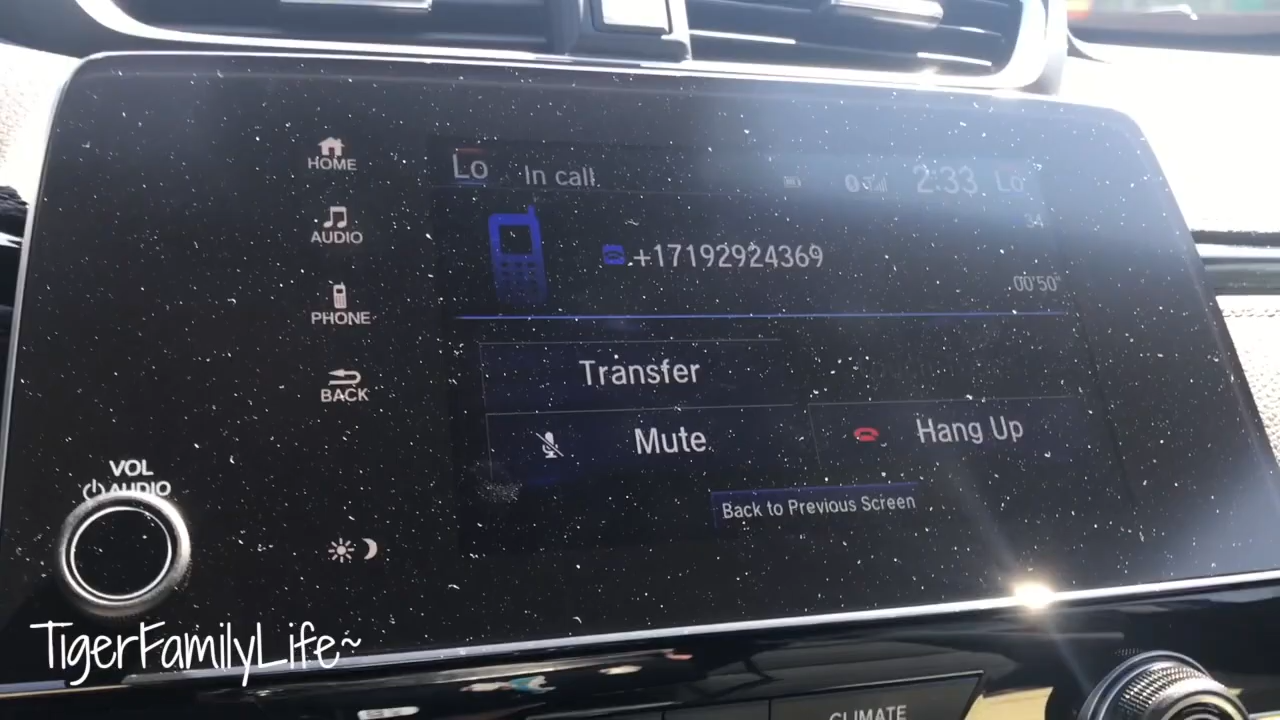 HOME
AUDIO
PHONE
BACK
VOL
AUDIO
Lo In call 2:33 Lo
34
+17192924369
00'50"
Transfer
Mute
Hang Up
Back to Previous Screen
TigerFamilyLife~
CLIMATE